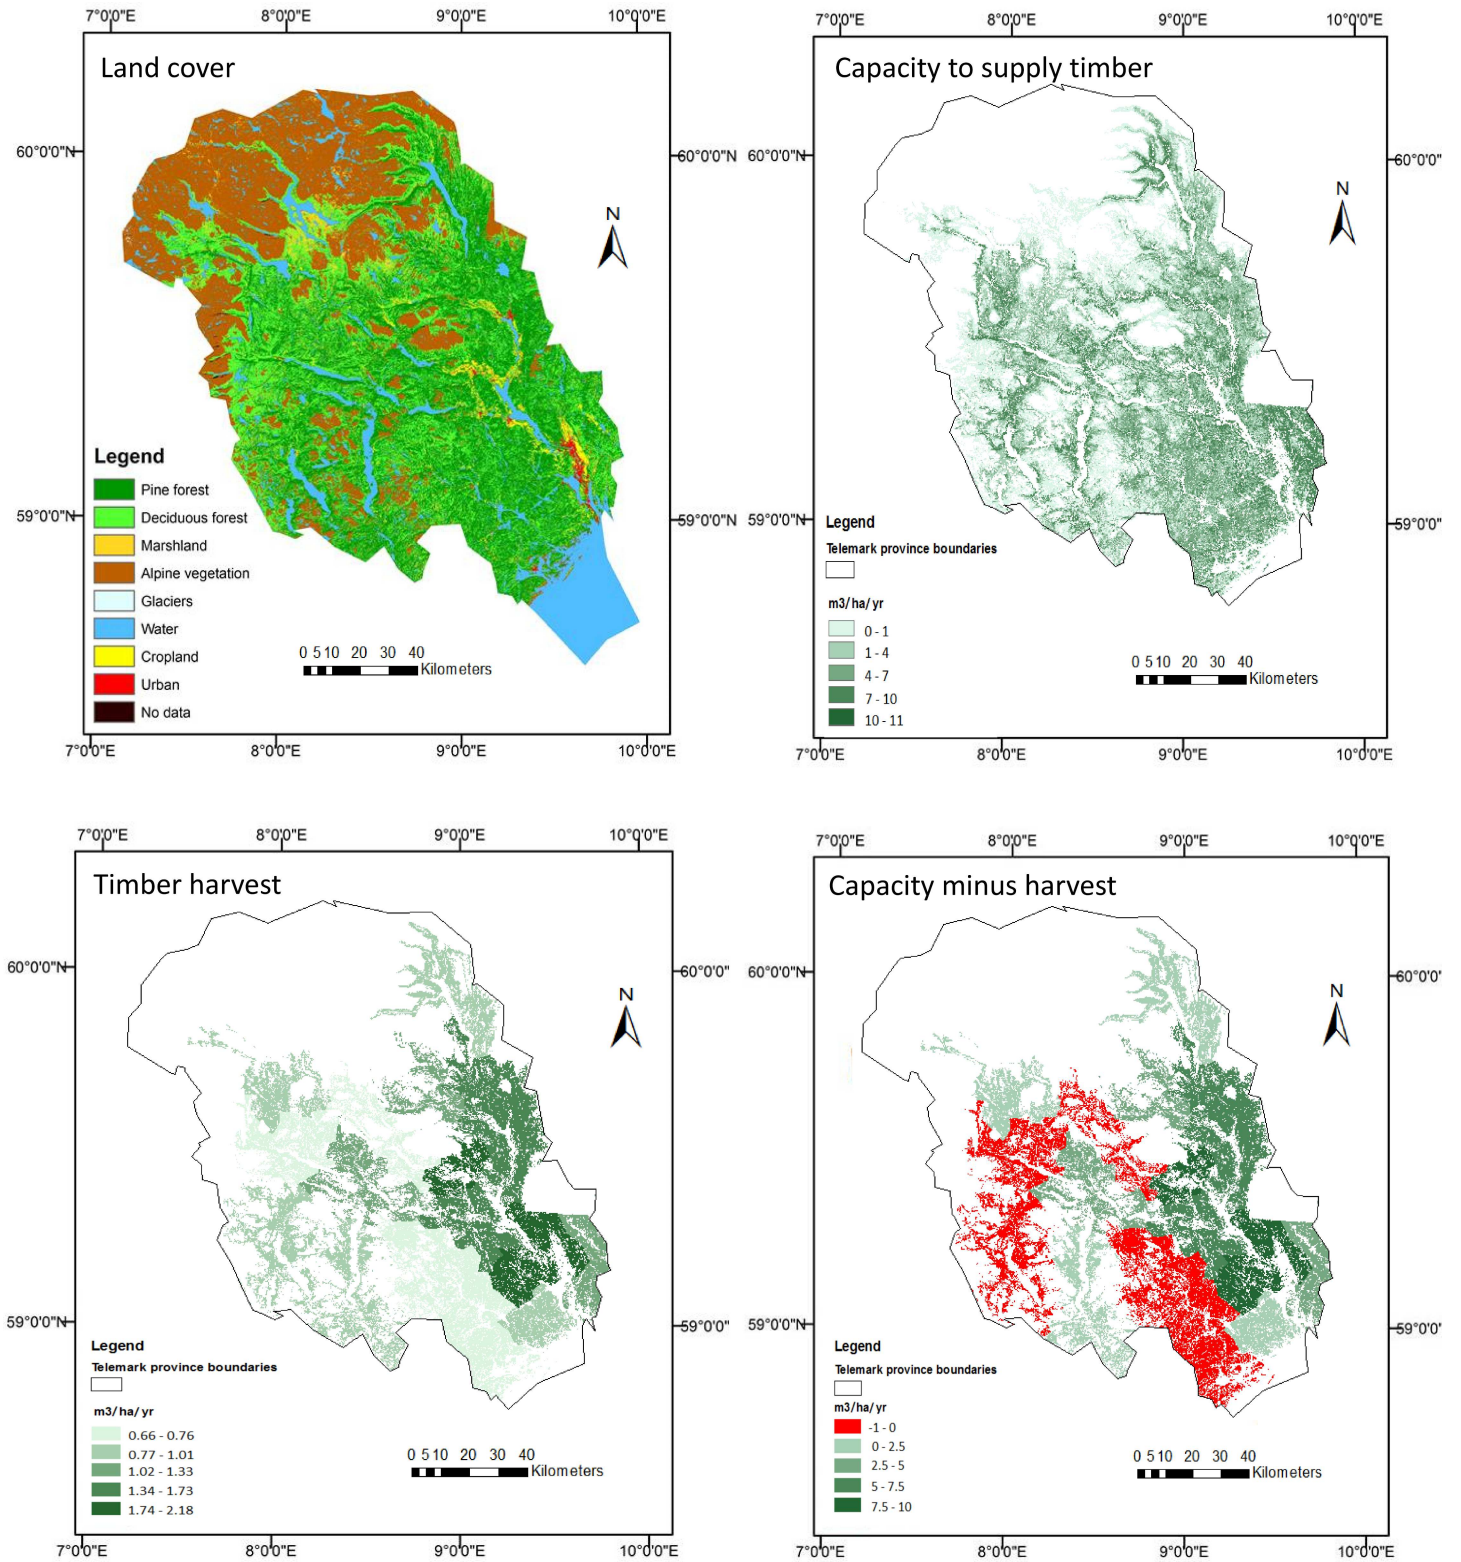 7°0'0"E 8°0'0"E 9°0'0"E 10°0'0"E
Land cover
60°0'0"N
60°0'0"N
N
Legend
Pine forest
Deciduous forest
Marshland
Alpine vegetation
Glaciers
Water
Cropland
Urban
No data
59°0'0"N
59°0'0"N
0 5 10 20 30 40
Kilometers
7°0'0"E 8°0'0"E 9°0'0"E 10°0'0"E
7°0'0"E 8°0'0"E 9°0'0"E 10°0'0"E
Capacity to supply timber
60°0'0"N
60°0'0"
N
59°0'0"N
59°0'0"
Legend
Telemark province boundaries
m3/ha/yr
0 - 1
1 - 4
4 - 7
7 - 10
10 - 11
0 5 10 20 30 40
Kilometers
7°0'0"E 8°0'0"E 9°0'0"E 10°0'0"E
7°0'0"E 8°0'0"E 9°0'0"E 10°0'0"E
Timber harvest
60°0'0"N
60°0'0"
N
59°0'0"N
59°0'0"
Legend
Telemark province boundaries
m3/ha/yr
0.66 - 0.76
0.77 - 1.01
1.02 - 1.33
1.34 - 1.73
1.74 - 2.18
0 5 10 20 30 40
Kilometers
7°0'0"E 8°0'0"E 9°0'0"E 10°0'0"E
7°0'0"E 8°0'0"E 9°0'0"E 10°0'0"E
Capacity minus harvest
60°0'0"N
60°0'0'
N
59°0'0"N
59°0'0'
Legend
Telemark province boundaries
m3/ha/yr
-1 - 0
0 - 2.5
2.5 - 5
5 - 7.5
7.5 - 10
0 5 10 20 30 40
Kilometers
7°0'0"E 8°0'0"E 9°0'0"E 10°0'0"E